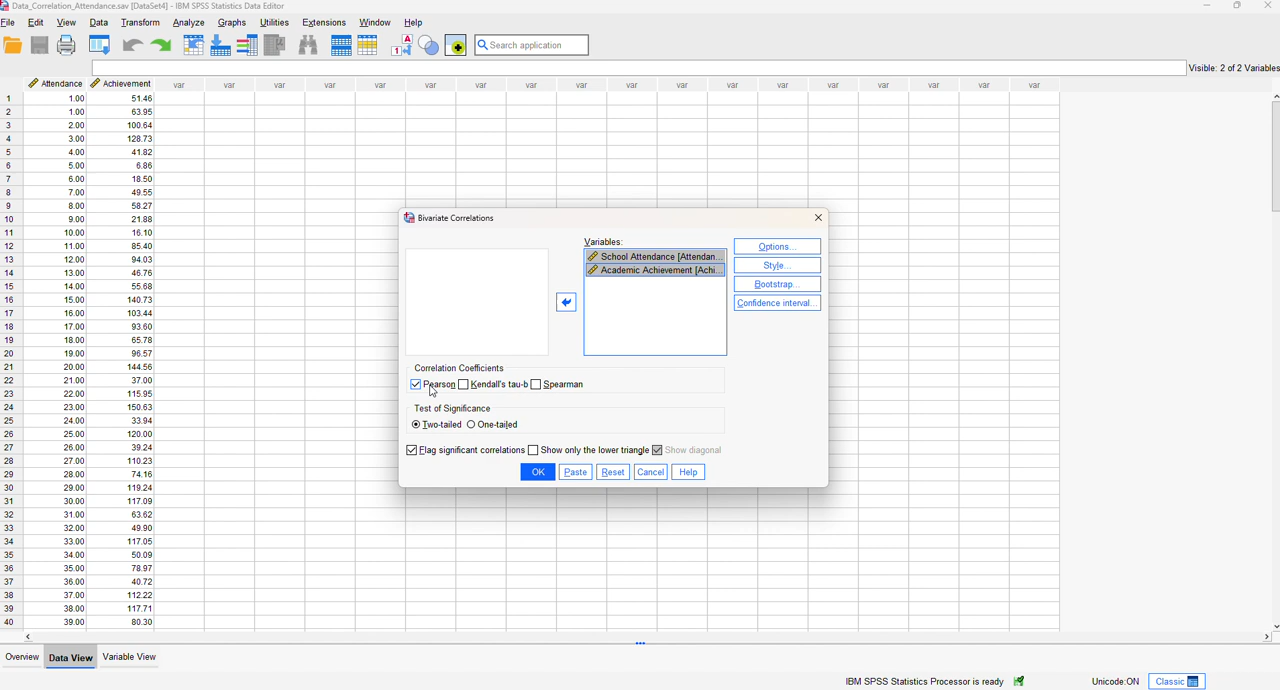 Data_Correlation_Attendance.sav [DataSet4] - IBM SPSS Statistics Data Editor
File Edit View Data Transform Analyze Graphs Utilities Extensions Window Help
Search application
Visible: 2 of 2 Variables
Attendance Achievement var var var var var var var var var var var var var var var var var var
1 1.00 51.46
2 1.00 63.95
3 2.00 100.64
4 3.00 128.73
5 4.00 41.82
6 5.00 6.86
7 6.00 18.50
8 7.00 49.55
9 8.00 58.27
10 9.00 21.88
11 10.00 16.10
12 11.00 85.40
13 12.00 94.03
14 13.00 46.76
15 14.00 55.68
16 15.00 140.73
17 16.00 103.44
18 17.00 93.60
19 18.00 65.78
20 19.00 96.57
21 20.00 144.56
22 21.00 37.00
23 22.00 115.95
24 23.00 150.63
25 24.00 33.94
26 25.00 120.00
27 26.00 39.24
28 27.00 110.23
29 28.00 74.16
30 29.00 119.24
31 30.00 117.09
32 31.00 63.62
33 32.00 49.90
34 33.00 117.05
35 34.00 50.09
36 35.00 78.97
37 36.00 40.72
38 37.00 112.22
39 38.00 117.71
40 39.00 80.30
Bivariate Correlations
Variables:
School Attendance [Attendan...
Academic Achievement [Achi...
Options...
Style...
Bootstrap...
Confidence interval...
Correlation Coefficients
Pearson Kendall's tau-b Spearman
Test of Significance
Two-tailed One-tailed
Flag significant correlations Show only the lower triangle Show diagonal
OK Paste Reset Cancel Help
Overview Data View Variable View
IBM SPSS Statistics Processor is ready Unicode:ON Classic